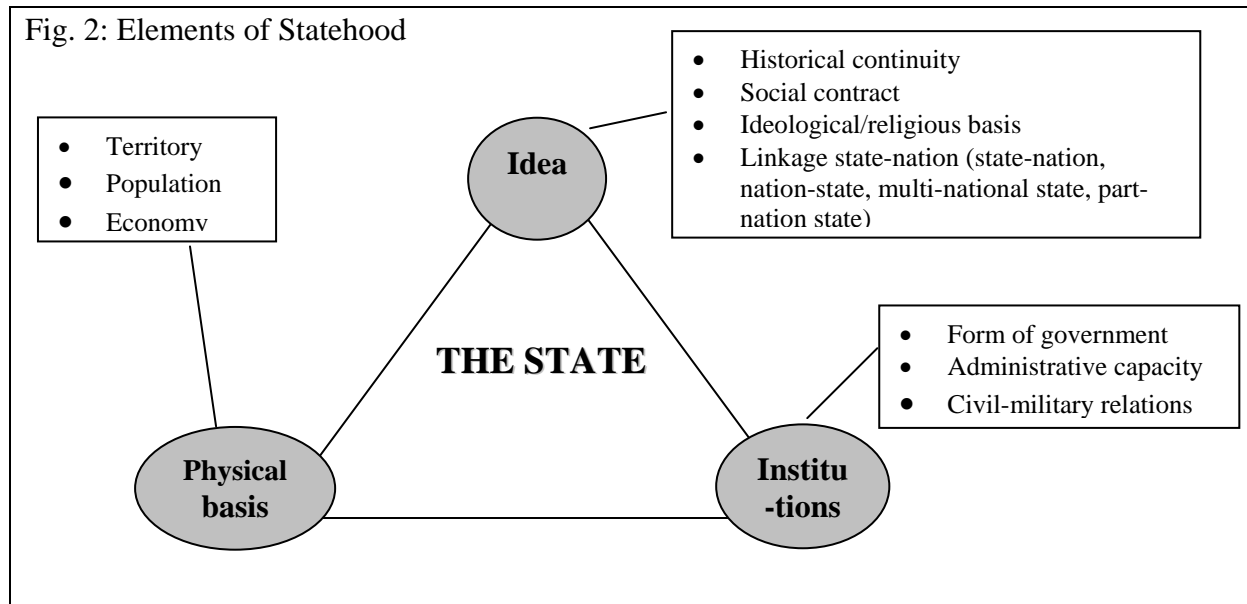 Fig. 2: Elements of Statehood
• Historical continuity
• Social contract
• Ideological/religious basis
• Linkage state-nation (state-nation,
nation-state, multi-national state, part-
nation state)
• Territory
• Population
• Economy
Idea
THE STATE
• Form of government
• Administrative capacity
• Civil-military relations
Physical
basis
Institu
-tions